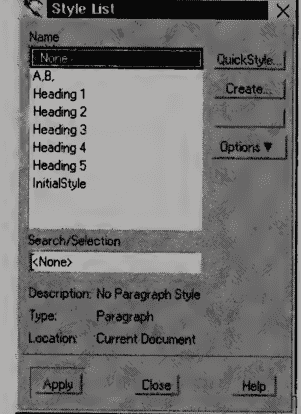 Style List
Name
None
QuickStyle...
A,B,
Heading 1
Create...
Heading 2
Heading 3
Heading 4
Options
Heading 5
InitialStyle
Search/Selection
<None>
Description: No Paragraph Style
Type: Paragraph
Location: Current Document
Apply
Close
Help